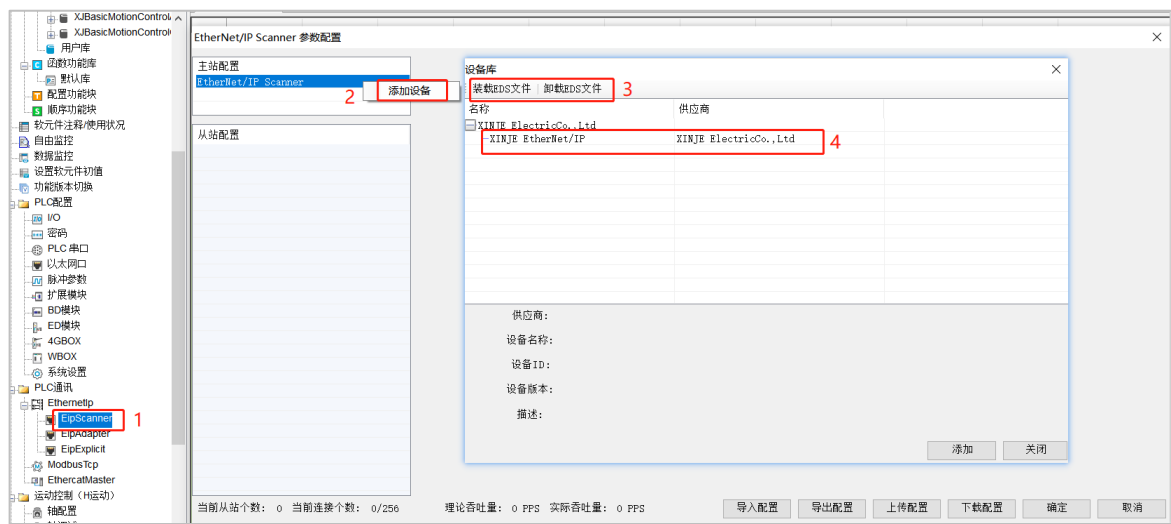 XJBasicMotionControl
XJBasicMotionControl
用户库
函数功能库
默认库
配置功能块
顺序功能块
软元件注释/使用状况
自由监控
数据监控
设置软元件初值
功能版本切换
PLC配置
I/O
密码
PLC 串口
以太网口
脉冲参数
扩展模块
BD模块
ED模块
4GBOX
WBOX
系统设置
PLC通讯
EthernetIp
EipScanner
1
EipAdapter
EipExplicit
ModbusTcp
EthercatMaster
运动控制（H运动）
轴配置
EtherNet/IP Scanner 参数配置
主站配置
EtherNet/IP Scanner
2
添加设备
从站配置
设备库
装载EDS文件
卸载EDS文件
3
名称 供应商
XINJE ElectricCo.,Ltd
XINJE EtherNet/IP XINJE ElectricCo.,Ltd
4
供应商:
设备名称:
设备ID:
设备版本:
描述:
添加 关闭
当前从站个数: 0 当前连接个数: 0/256 理论吞吐量: 0 PPS 实际吞吐量: 0 PPS
导入配置 导出配置 上传配置 下载配置 确定 取消